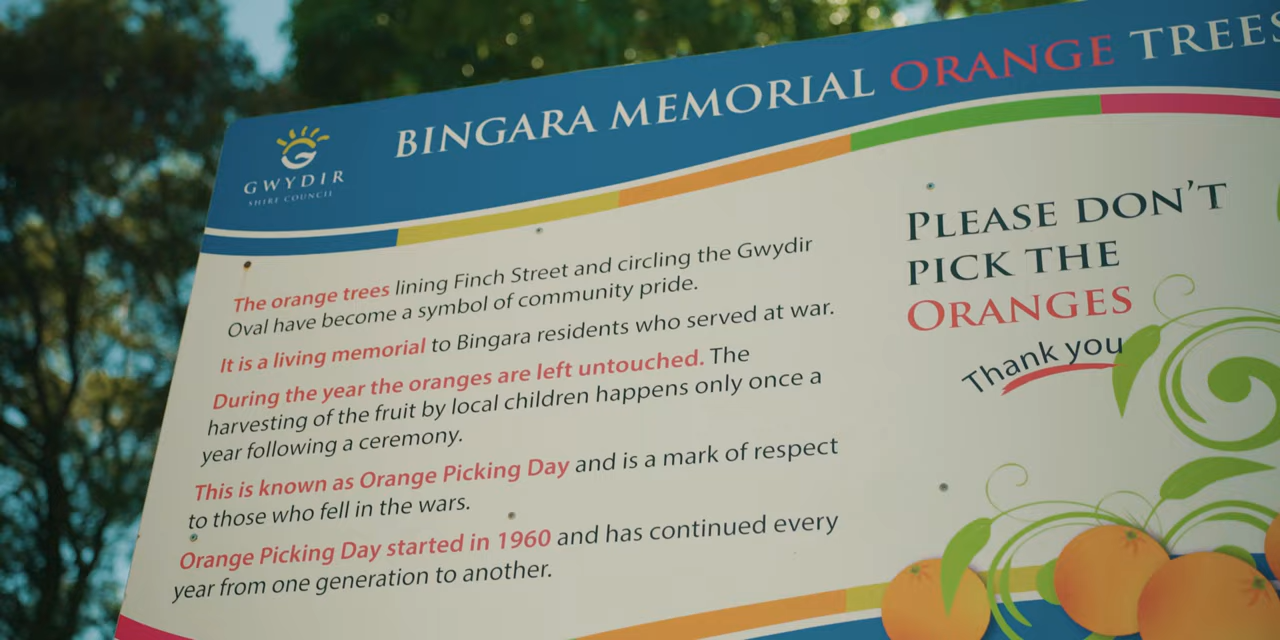 BINGARA MEMORIAL ORANGE TREES
GWYDIR
SHIRE COUNCIL
The orange trees lining Finch Street and circling the Gwydir
Oval have become a symbol of community pride.
It is a living memorial to Bingara residents who served at war.
During the year the oranges are left untouched. The
harvesting of the fruit by local children happens only once a
year following a ceremony.
This is known as Orange Picking Day and is a mark of respect
to those who fell in the wars.
Orange Picking Day started in 1960 and has continued every
year from one generation to another.
PLEASE DON'T
PICK THE
ORANGES
Thank you